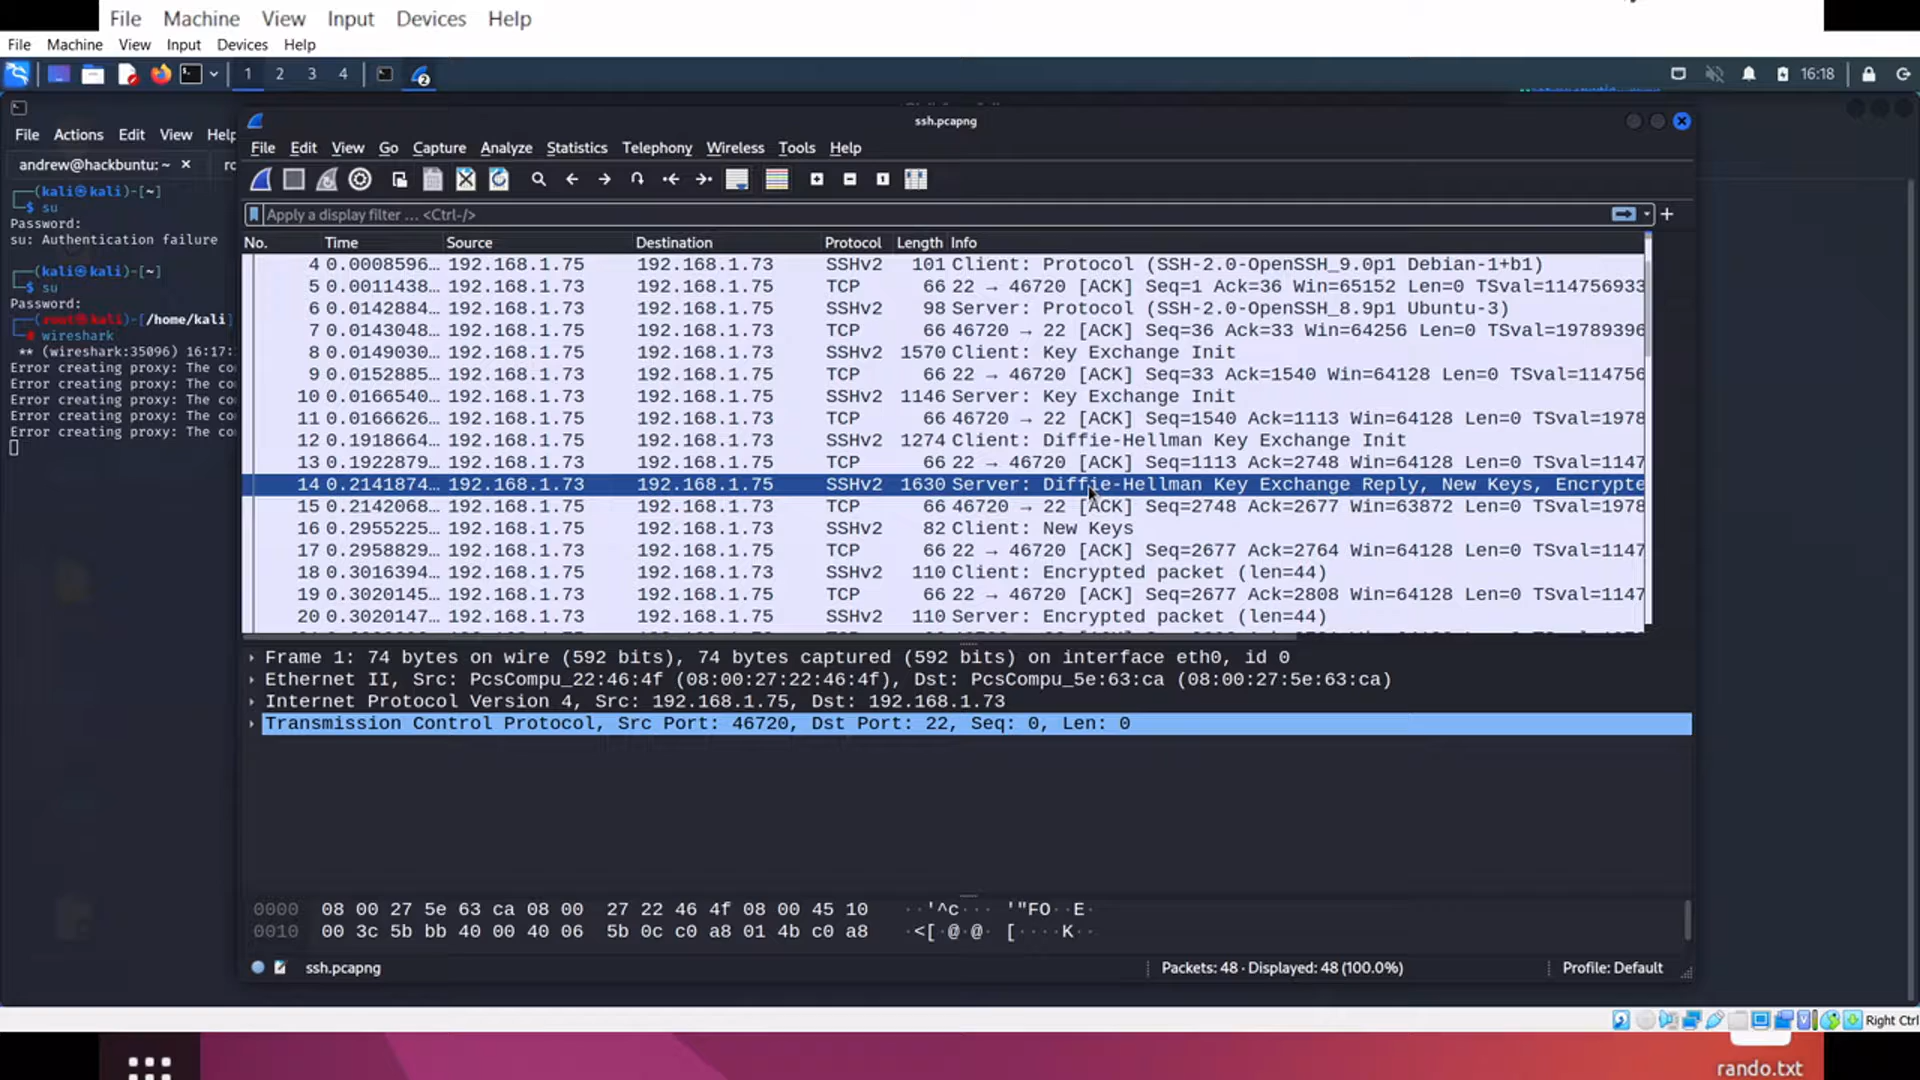 File Machine View Input Devices Help
File Machine View Input Devices Help
1 2 3 4 2 16:18
ssh.pcapng
File Actions Edit View Help
File Edit View Go Capture Analyze Statistics Telephony Wireless Tools Help
andrew@hackbuntu: ~ ×
(kali㉿kali)-[~]
$ su
Password:
su: Authentication failure
(kali㉿kali)-[~]
$ su
Password:
(root㉿kali)-[/home/kali]
# wireshark
** (wireshark:35096) 16:17:
Error creating proxy: The co
Error creating proxy: The co
Error creating proxy: The co
Error creating proxy: The co
Error creating proxy: The co
Apply a display filter ... <Ctrl-/>
No. Time Source Destination Protocol Length Info
4 0.0008596… 192.168.1.75 192.168.1.73 SSHv2 101 Client: Protocol (SSH-2.0-OpenSSH_9.0p1 Debian-1+b1)
5 0.0011438… 192.168.1.73 192.168.1.75 TCP 66 22 → 46720 [ACK] Seq=1 Ack=36 Win=65152 Len=0 TSval=114756933
6 0.0142884… 192.168.1.73 192.168.1.75 SSHv2 98 Server: Protocol (SSH-2.0-OpenSSH_8.9p1 Ubuntu-3)
7 0.0143048… 192.168.1.75 192.168.1.73 TCP 66 46720 → 22 [ACK] Seq=36 Ack=33 Win=64256 Len=0 TSval=19789396
8 0.0149030… 192.168.1.75 192.168.1.73 SSHv2 1570 Client: Key Exchange Init
9 0.0152885… 192.168.1.73 192.168.1.75 TCP 66 22 → 46720 [ACK] Seq=33 Ack=1540 Win=64128 Len=0 TSval=114756
10 0.0166540… 192.168.1.73 192.168.1.75 SSHv2 1146 Server: Key Exchange Init
11 0.0166626… 192.168.1.75 192.168.1.73 TCP 66 46720 → 22 [ACK] Seq=1540 Ack=1113 Win=64128 Len=0 TSval=1978
12 0.1918664… 192.168.1.75 192.168.1.73 SSHv2 1274 Client: Diffie-Hellman Key Exchange Init
13 0.1922879… 192.168.1.73 192.168.1.75 TCP 66 22 → 46720 [ACK] Seq=1113 Ack=2748 Win=64128 Len=0 TSval=1147
14 0.2141874… 192.168.1.73 192.168.1.75 SSHv2 1630 Server: Diffie-Hellman Key Exchange Reply, New Keys, Encrypte
15 0.2142068… 192.168.1.75 192.168.1.73 TCP 66 46720 → 22 [ACK] Seq=2748 Ack=2677 Win=63872 Len=0 TSval=1978
16 0.2955225… 192.168.1.75 192.168.1.73 SSHv2 82 Client: New Keys
17 0.2958829… 192.168.1.73 192.168.1.75 TCP 66 22 → 46720 [ACK] Seq=2677 Ack=2764 Win=64128 Len=0 TSval=1147
18 0.3016394… 192.168.1.75 192.168.1.73 SSHv2 110 Client: Encrypted packet (len=44)
19 0.3020145… 192.168.1.73 192.168.1.75 TCP 66 22 → 46720 [ACK] Seq=2677 Ack=2808 Win=64128 Len=0 TSval=1147
20 0.3020147… 192.168.1.73 192.168.1.75 SSHv2 110 Server: Encrypted packet (len=44)
Frame 1: 74 bytes on wire (592 bits), 74 bytes captured (592 bits) on interface eth0, id 0
Ethernet II, Src: PcsCompu_22:46:4f (08:00:27:22:46:4f), Dst: PcsCompu_5e:63:ca (08:00:27:5e:63:ca)
Internet Protocol Version 4, Src: 192.168.1.75, Dst: 192.168.1.73
Transmission Control Protocol, Src Port: 46720, Dst Port: 22, Seq: 0, Len: 0
0000 08 00 27 5e 63 ca 08 00 27 22 46 4f 08 00 45 10 ··'^c··· '"FO··E·
0010 00 3c 5b bb 40 00 40 06 5b 0c c0 a8 01 4b c0 a8 ·<[·@·@· [····K··
ssh.pcapng Packets: 48 · Displayed: 48 (100.0%) Profile: Default
Right Ctrl
rando.txt